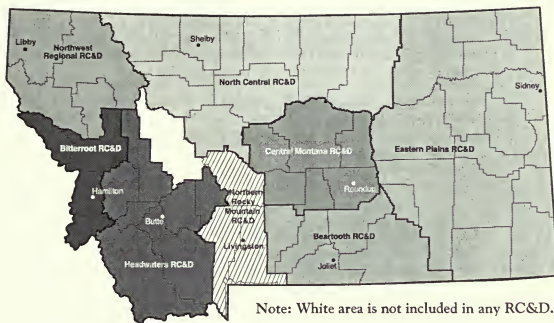 Libby
Northwest
Regional RC&D
Shelby
North Central RC&D
Sidney
Bitterroot RC&D
Central Montana RC&D
Eastern Plains RC&D
Hamilton
Northern
Rocky
Mountain
RC&D
Roundup
Butte
Livingston
Beartooth RC&D
Joliet
Headwaters RC&D
Note: White area is not included in any RC&D.